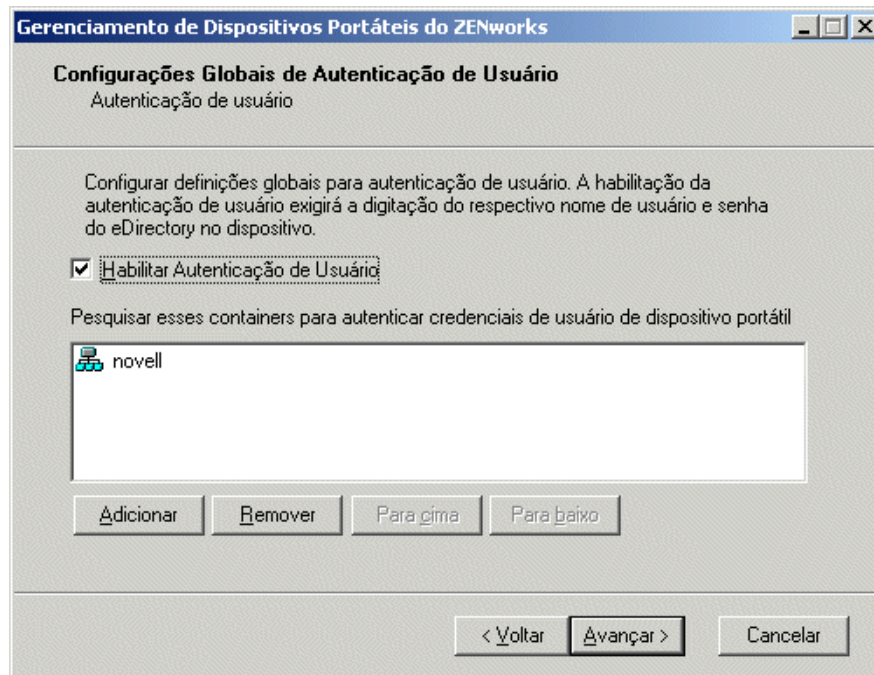 Gerenciamento de Dispositivos Portáteis do ZENworks
Configurações Globais de Autenticação de Usuário
Autenticação de usuário
Configurar definições globais para autenticação de usuário. A habilitação da
autenticação de usuário exigirá a digitação do respectivo nome de usuário e senha
do eDirectory no dispositivo.
Habilitar Autenticação de Usuário
Pesquisar esses containers para autenticar credenciais de usuário de dispositivo portátil
novell
Adicionar Remover Para cima Para baixo
< Voltar Avançar > Cancelar